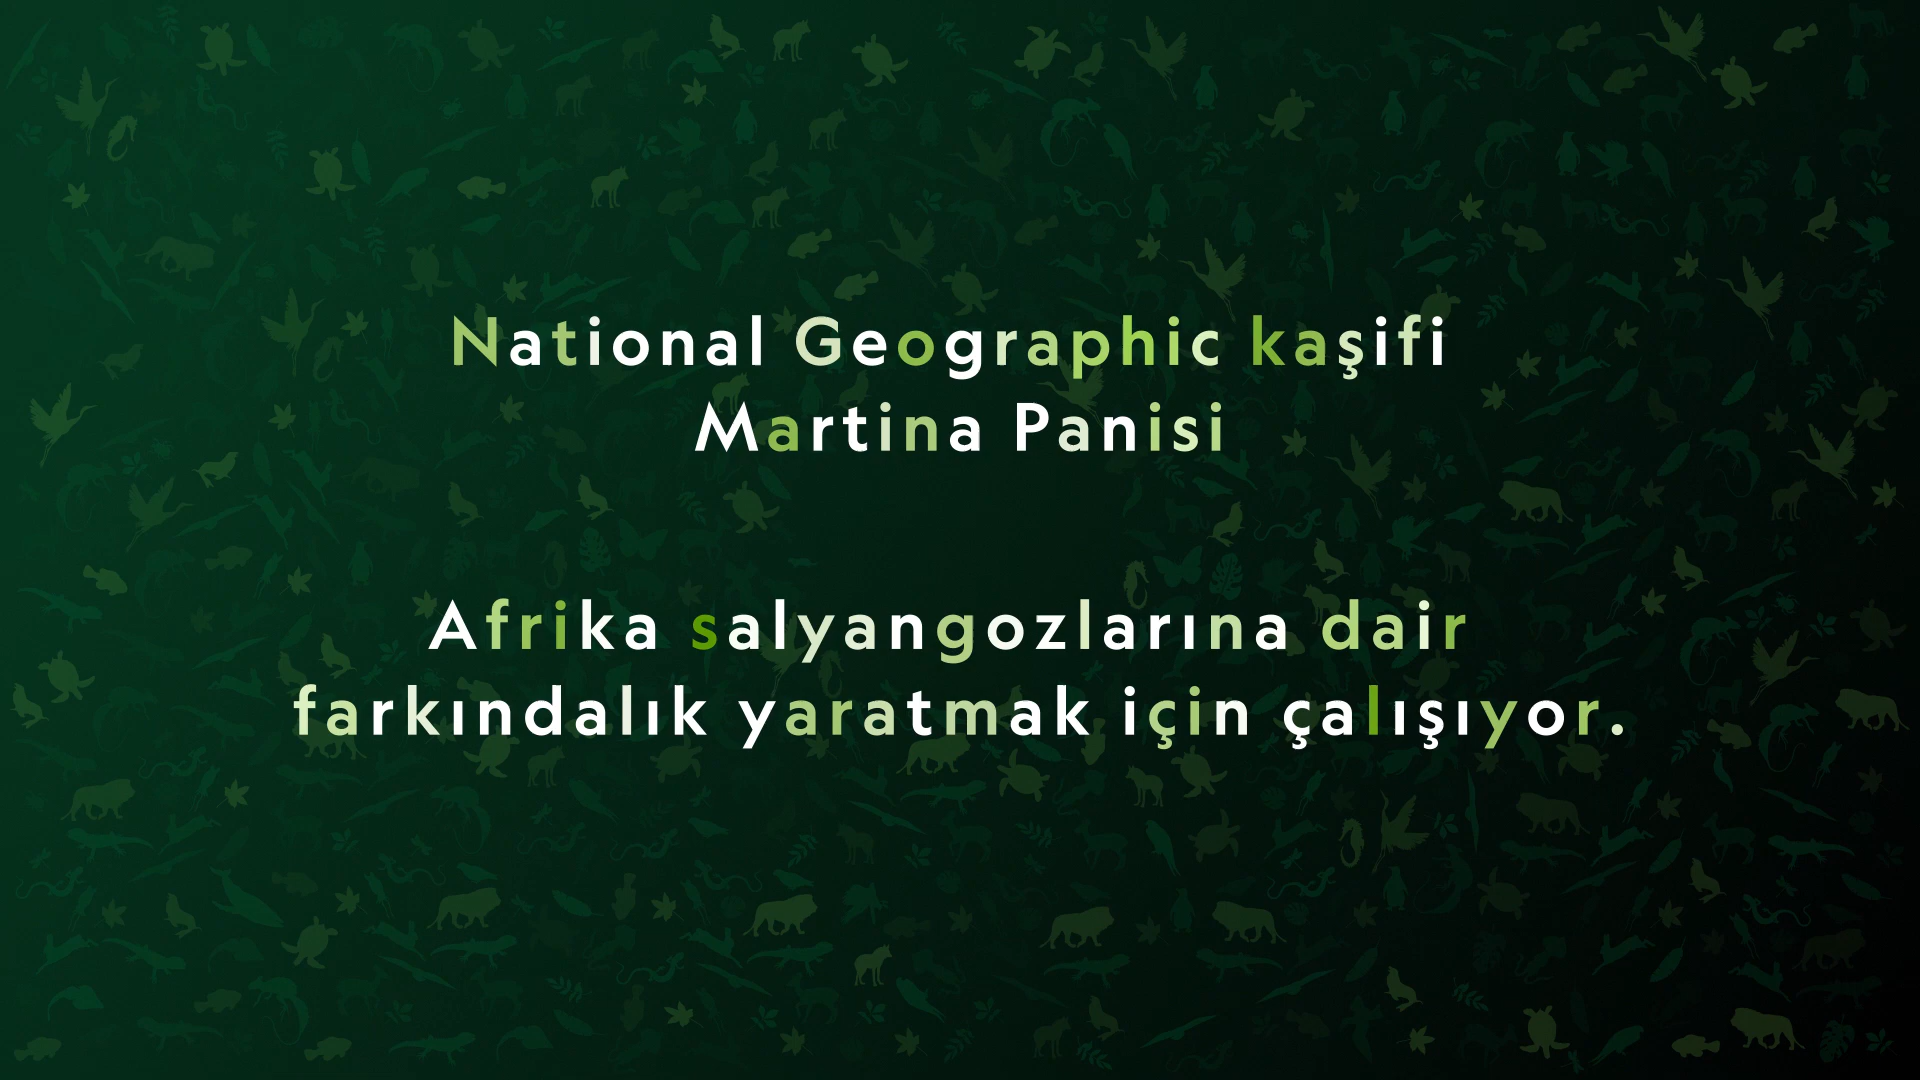 National Geographic kaşifi
Martina Panisi
Afrika salyangozlarına dair
farkındalık yaratmak için çalışıyor.